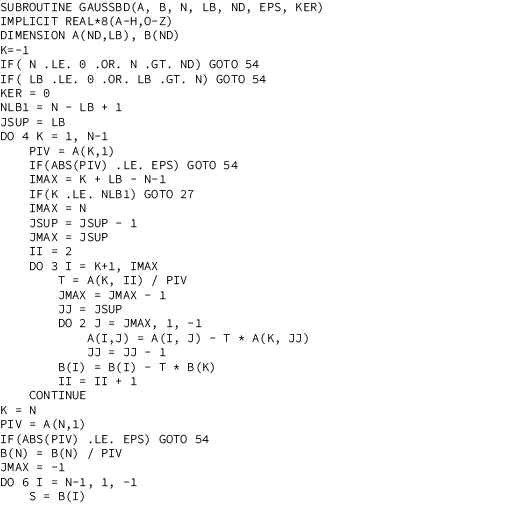 SUBROUTINE GAUSSBD(A, B, N, LB, ND, EPS, KER)
IMPLICIT REAL*8(A-H,O-Z)
DIMENSION A(ND,LB), B(ND)
K=-1
IF( N .LE. 0 .OR. N .GT. ND) GOTO 54
IF( LB .LE. 0 .OR. LB .GT. N) GOTO 54
KER = 0
NLB1 = N - LB + 1
JSUP = LB
DO 4 K = 1, N-1
    PIV = A(K,1)
    IF(ABS(PIV) .LE. EPS) GOTO 54
    IMAX = K + LB - N-1
    IF(K .LE. NLB1) GOTO 27
    IMAX = N
    JSUP = JSUP - 1
    JMAX = JSUP
    II = 2
    DO 3 I = K+1, IMAX
        T = A(K, II) / PIV
        JMAX = JMAX - 1
        JJ = JSUP
        DO 2 J = JMAX, 1, -1
            A(I,J) = A(I, J) - T * A(K, JJ)
            JJ = JJ - 1
        B(I) = B(I) - T * B(K)
        II = II + 1
    CONTINUE
K = N
PIV = A(N,1)
IF(ABS(PIV) .LE. EPS) GOTO 54
B(N) = B(N) / PIV
JMAX = -1
DO 6 I = N-1, 1, -1
    S = B(I)